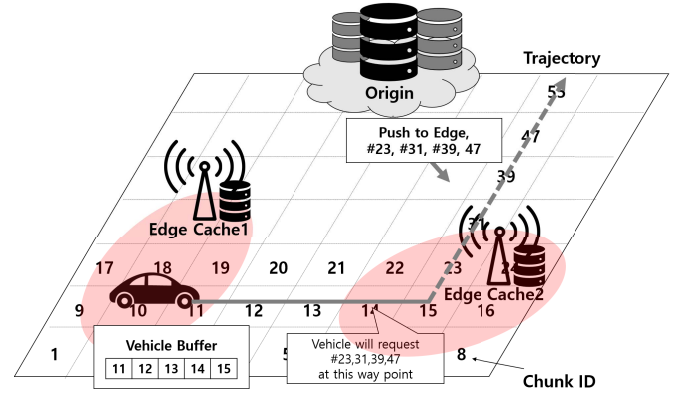 Trajectory
Origin
55
Push to Edge,
#23, #31, #39, 47
47
39
31
Edge Cache1
17 18 19 20 21 22 23 24
Edge Cache2
9 10 11 12 13 14 15 16
Vehicle Buffer
11 12 13 14 15
Vehicle will request
#23,31,39,47
at this way point
1 5 8
Chunk ID